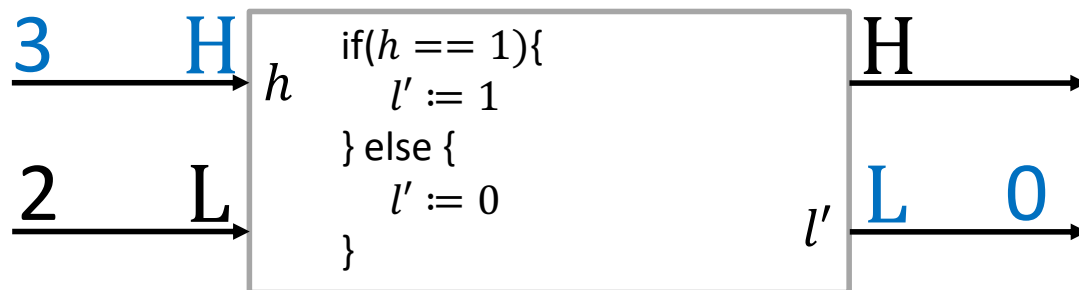 3 H
h
if(h == 1){
l' := 1
} else {
l' := 0
}
2 L
H
l'
L 0